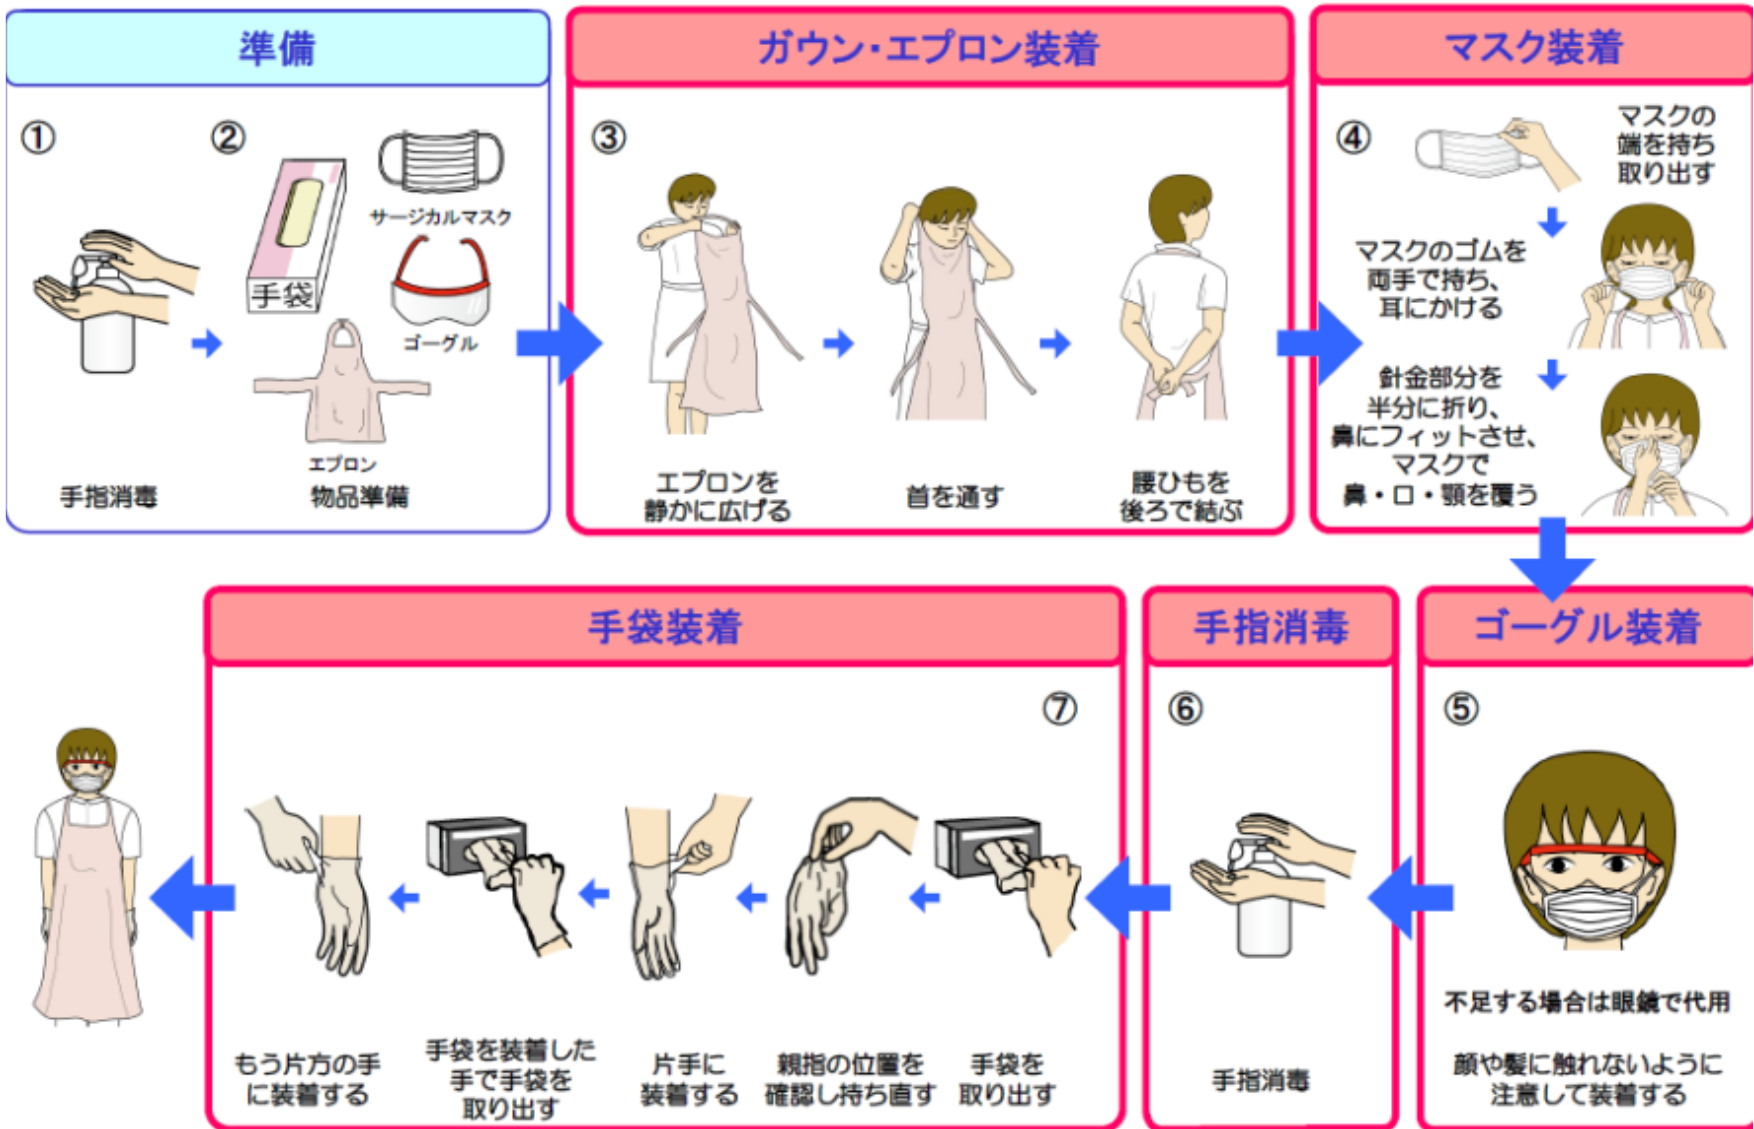 準備
①
②
手袋
サージカルマスク
ゴーグル
エプロン
手指消毒
物品準備
ガウン・エプロン装着
③
エプロンを
静かに広げる
首を通す
腰ひもを
後ろで結ぶ
マスク装着
④
マスクの
端を持ち
取り出す
マスクのゴムを
両手で持ち、
耳にかける
針金部分を
半分に折り、
鼻にフィットさせ、
マスクで
鼻・口・顎を覆う
ゴーグル装着
⑤
不足する場合は眼鏡で代用
顔や髪に触れないように
注意して装着する
手指消毒
⑥
手指消毒
手袋装着
⑦
手袋を
取り出す
親指の位置を
確認し持ち直す
片手に
装着する
手袋を装着した
手で手袋を
取り出す
もう片方の手
に装着する